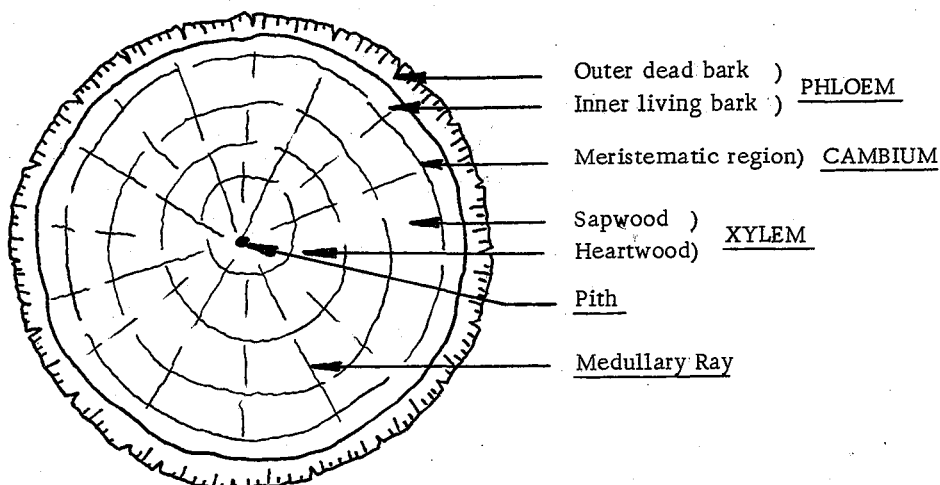 Outer dead bark ) PHLOEM
Inner living bark )
Meristematic region) CAMBIUM
Sapwood ) XYLEM
Heartwood)
Pith
Medullary Ray